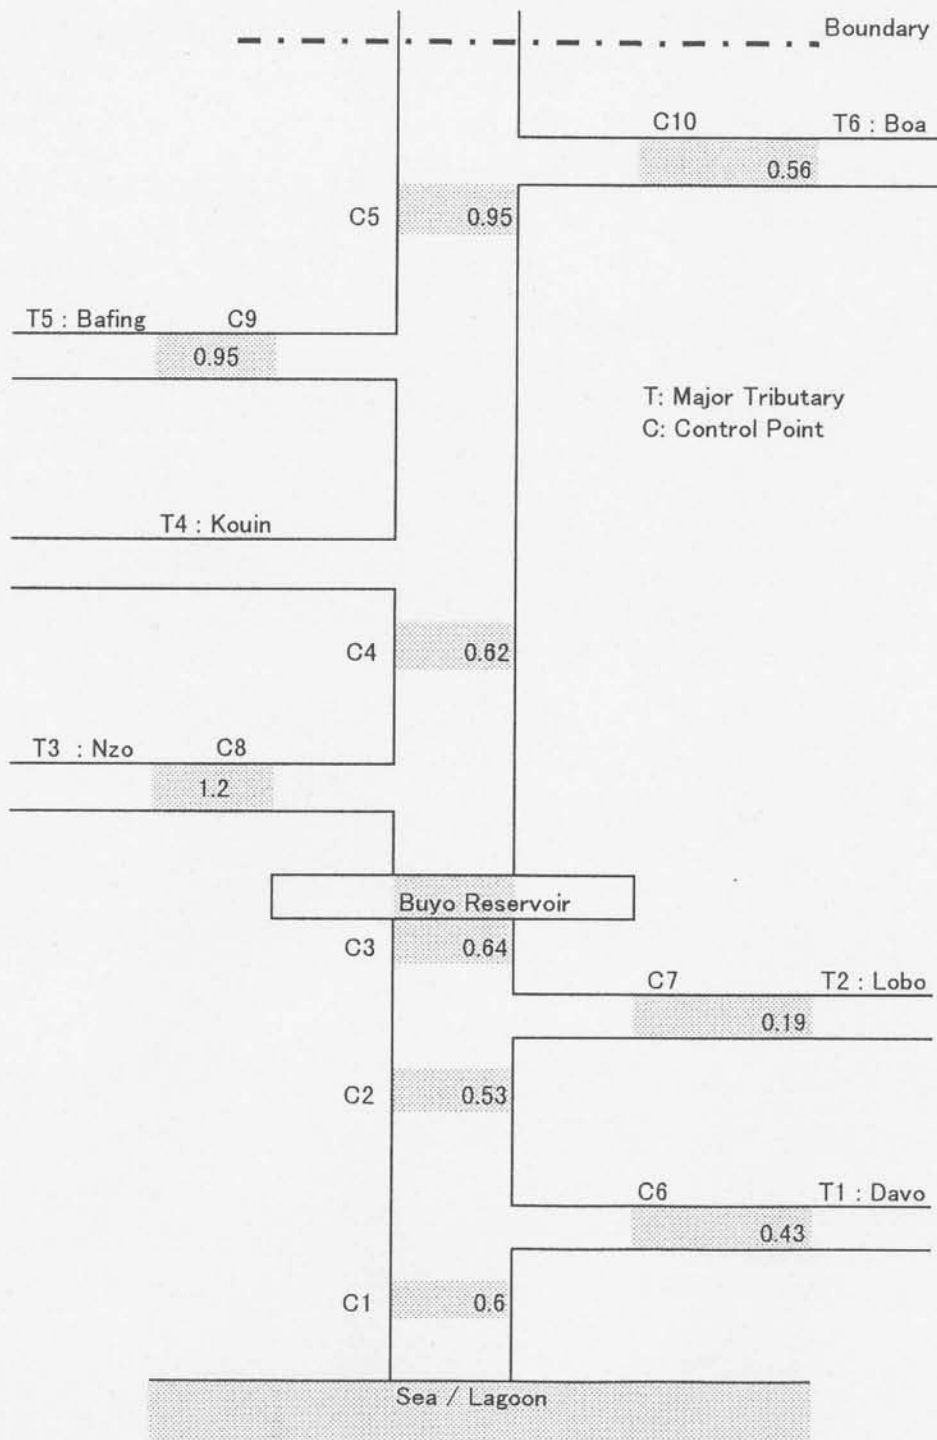 Boundary
C10 T6 : Boa
0.56
C5 0.95
T5 : Bafing C9
0.95
T: Major Tributary
C: Control Point
T4 : Kouin
C4 0.62
T3 : Nzo C8
1.2
Buyo Reservoir
C3 0.64
C7 T2 : Lobo
0.19
C2 0.53
C6 T1 : Davo
0.43
C1 0.6
Sea / Lagoon